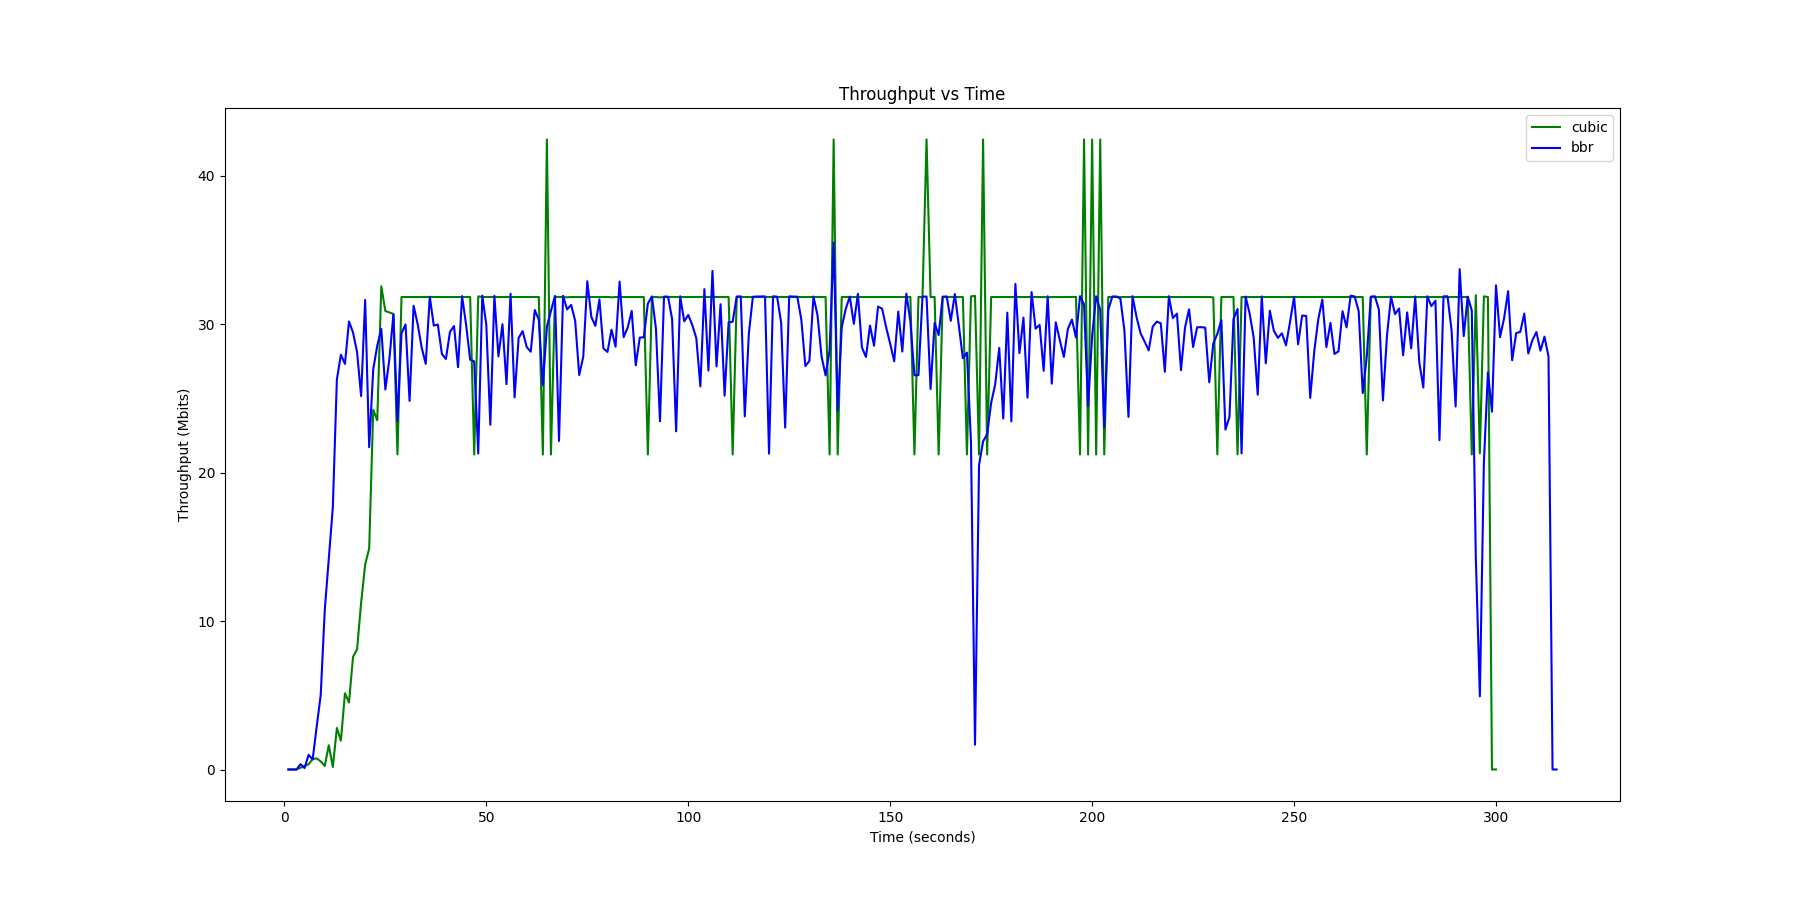 Throughput vs Time
cubic
bbr
Throughput (Mbits)
40
30
20
10
0
0 50 100 150 200 250 300
Time (seconds)